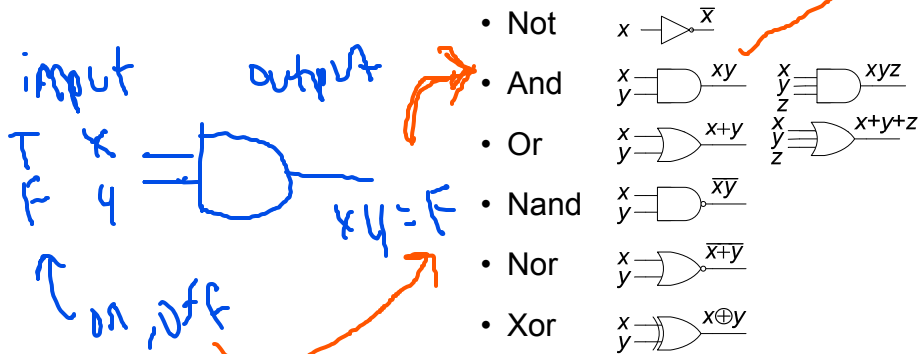 input output
T x
F y
xy = F
on, off
• Not x x̅
• And x y xy x y z xyz
• Or x y x+y x y z x+y+z
• Nand x y x̅y̅
• Nor x y x̅+̅y̅
• Xor x y x⊕y